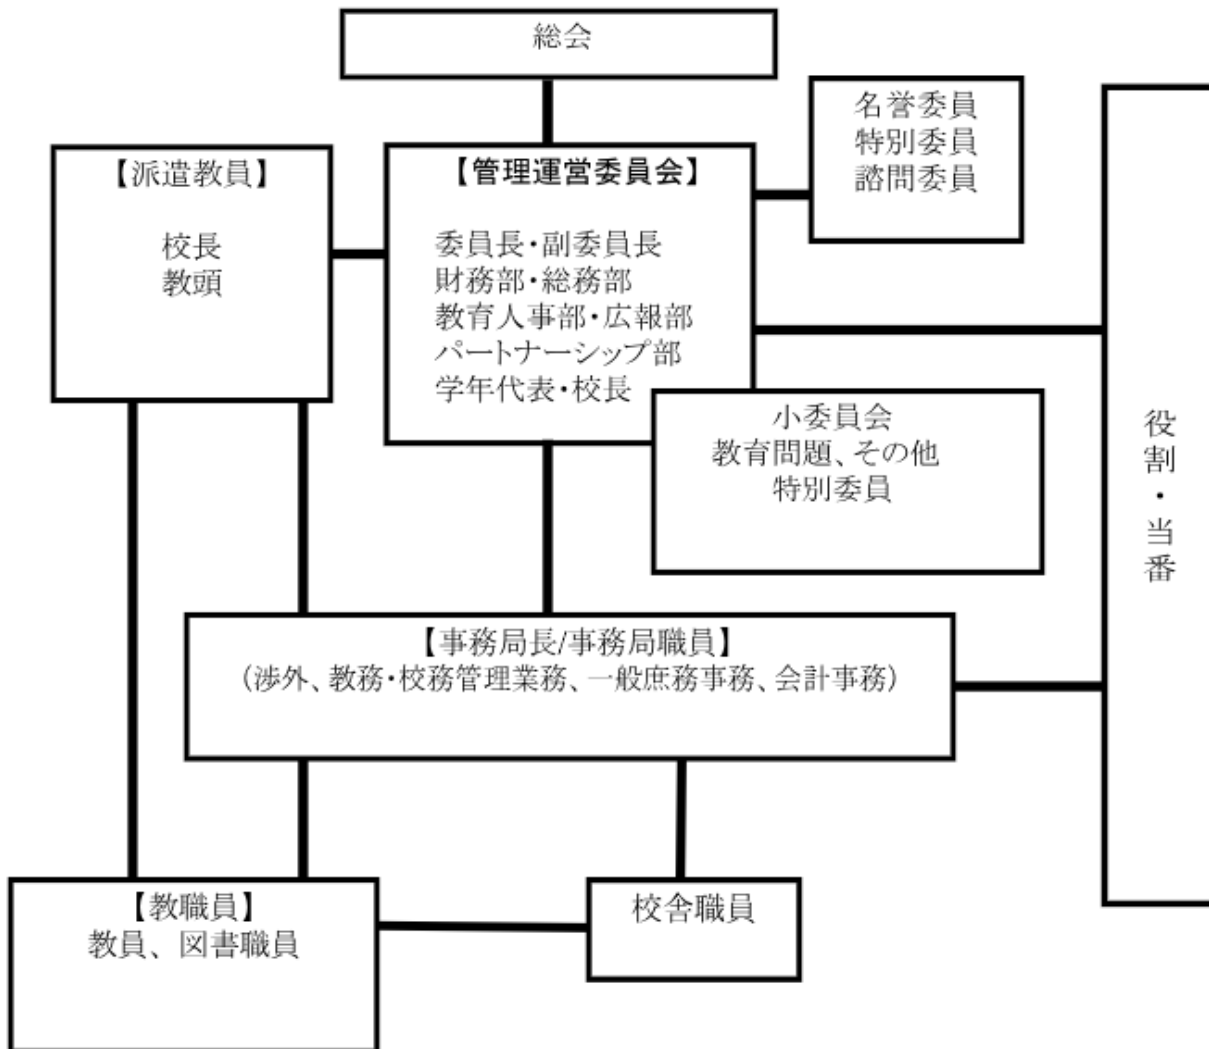 総会
名誉委員
特別委員
諮問委員
【派遣教員】
校長
教頭
【管理運営委員会】
委員長・副委員長
財務部・総務部
教育人事部・広報部
パートナーシップ部
学年代表・校長
小委員会
教育問題、その他
特別委員
役割・当番
【事務局長/事務局職員】
（渉外、教務・校務管理業務、一般庶務事務、会計事務）
【教職員】
教員、図書職員
校舎職員